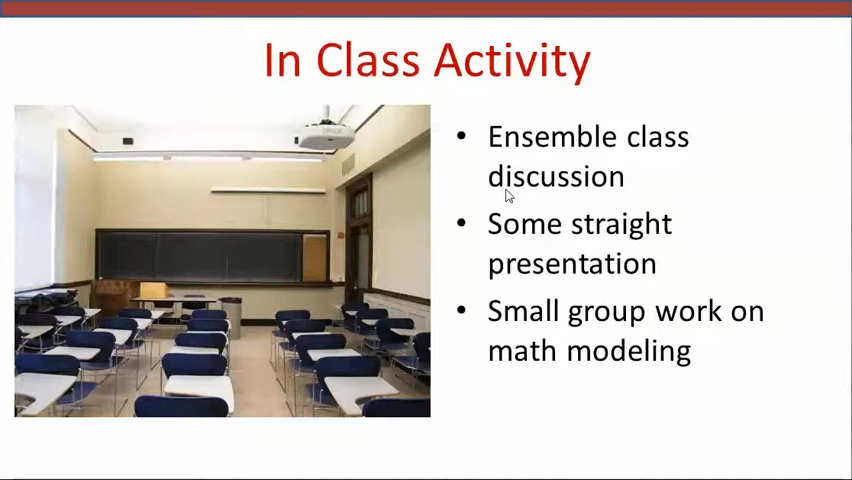 In Class Activity
• Ensemble class
discussion
• Some straight
presentation
• Small group work on
math modeling